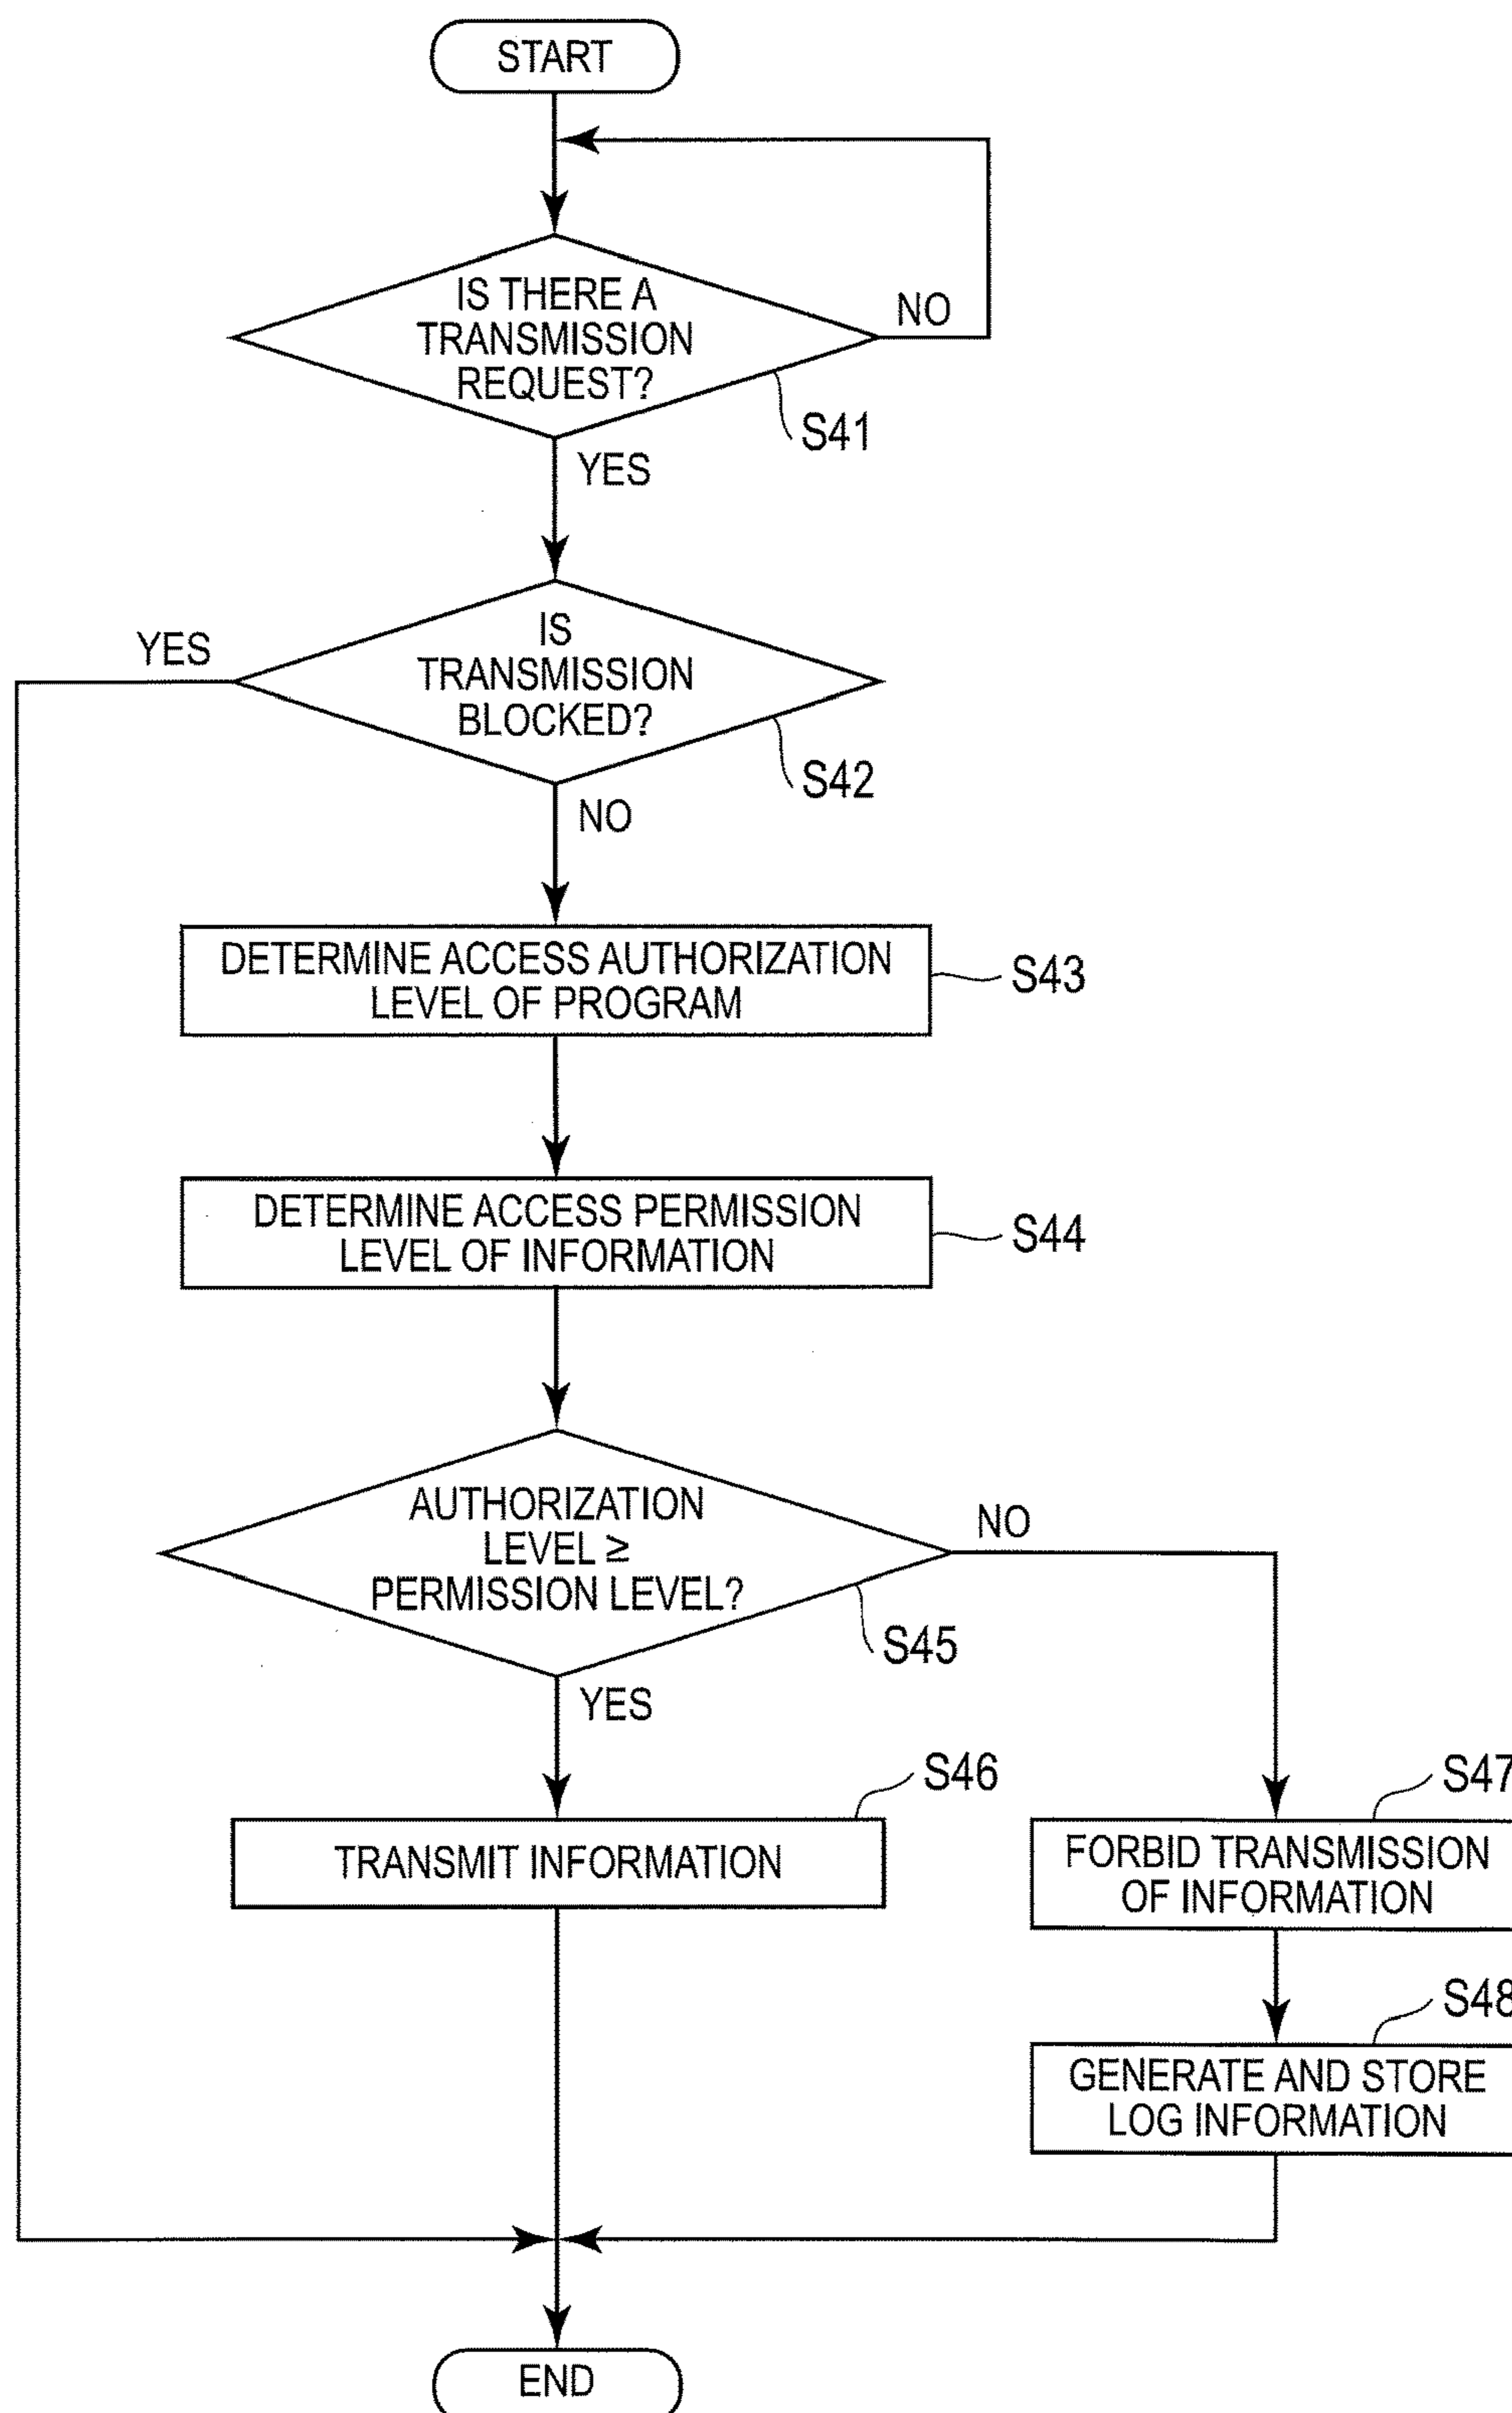 START
IS THERE A
TRANSMISSION
REQUEST?
NO
S41
YES
IS
TRANSMISSION
BLOCKED?
YES
S42
NO
DETERMINE ACCESS AUTHORIZATION
LEVEL OF PROGRAM
S43
DETERMINE ACCESS PERMISSION
LEVEL OF INFORMATION
S44
AUTHORIZATION
LEVEL ≥
PERMISSION LEVEL?
NO
S45
YES
S46
TRANSMIT INFORMATION
S47
FORBID TRANSMISSION
OF INFORMATION
S48
GENERATE AND STORE
LOG INFORMATION
END